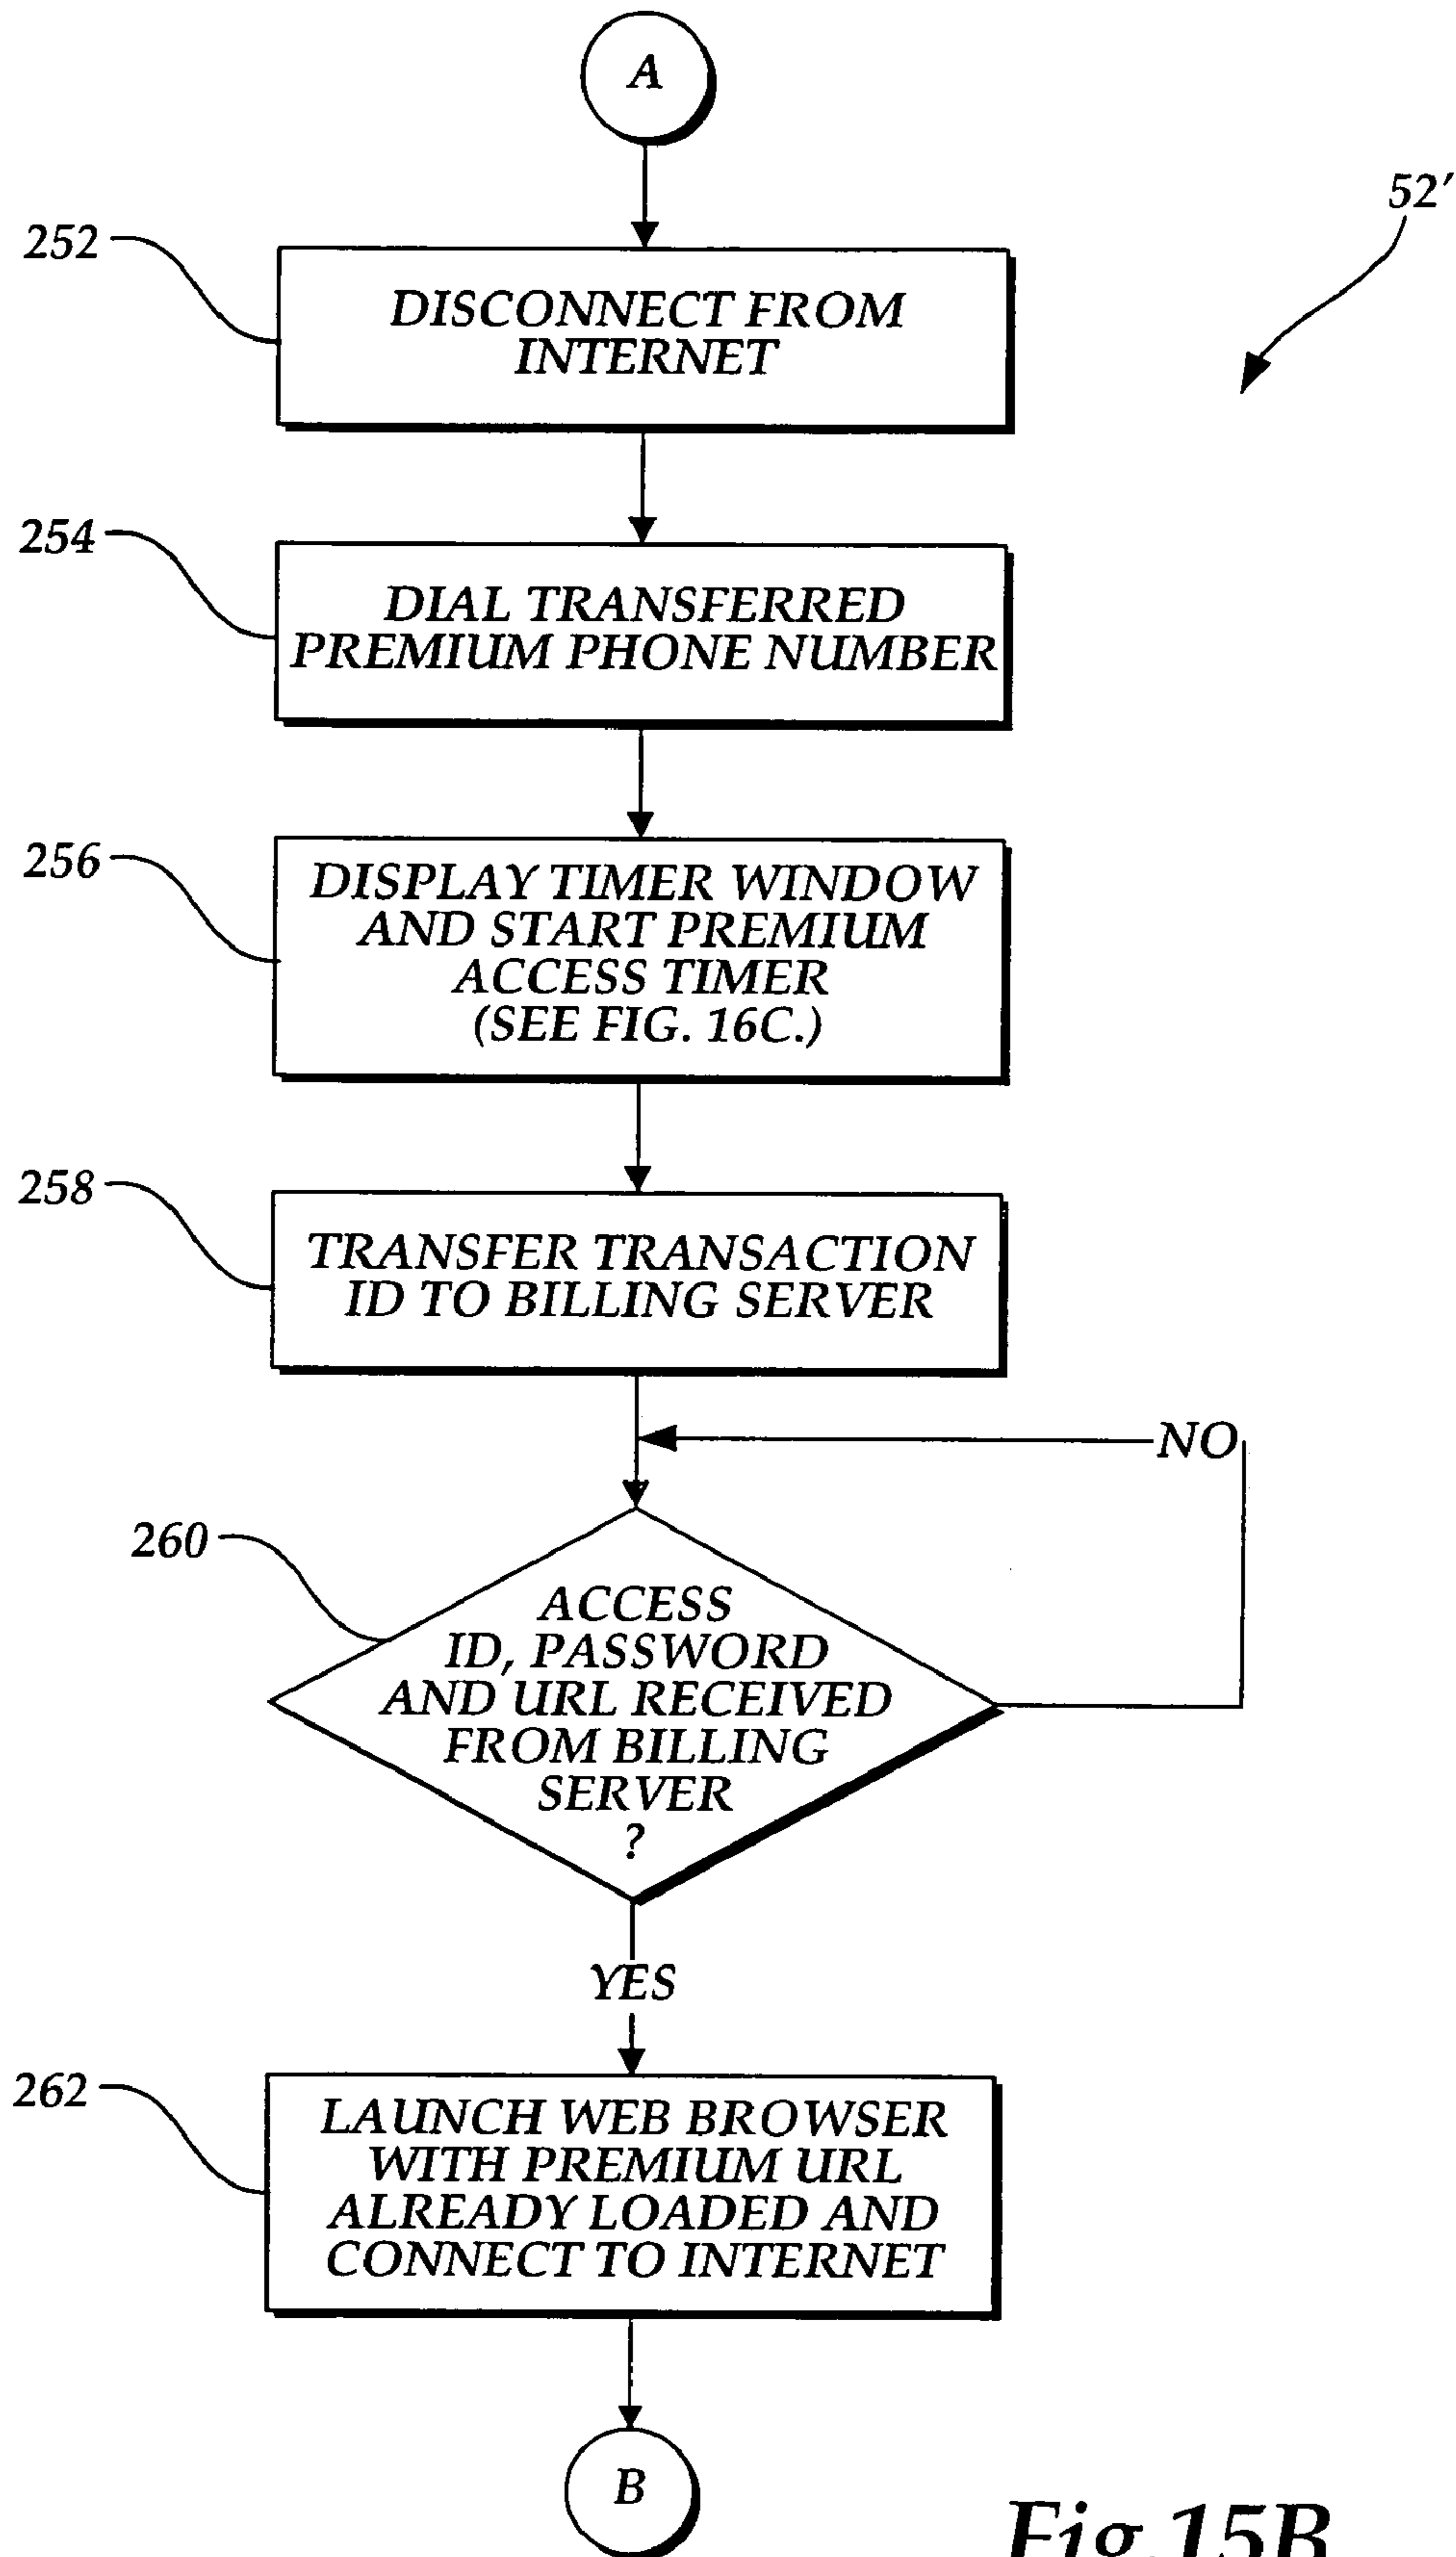 A
52'
252
DISCONNECT FROM
INTERNET
254
DIAL TRANSFERRED
PREMIUM PHONE NUMBER
256
DISPLAY TIMER WINDOW
AND START PREMIUM
ACCESS TIMER
(SEE FIG. 16C.)
258
TRANSFER TRANSACTION
ID TO BILLING SERVER
NO
260
ACCESS
ID, PASSWORD
AND URL RECEIVED
FROM BILLING
SERVER
?
YES
262
LAUNCH WEB BROWSER
WITH PREMIUM URL
ALREADY LOADED AND
CONNECT TO INTERNET
B
Fig.15B